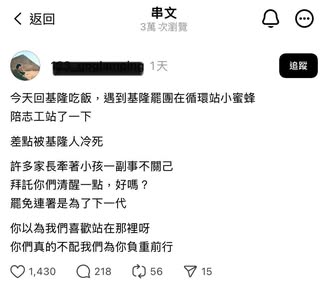 返回
串文
3萬 次瀏覽
1天
追蹤
今天回基隆吃飯，遇到基隆罷團在循環站小蜜蜂
陪志工站了一下
差點被基隆人冷死
許多家長牽著小孩一副事不關己
拜託你們清醒一點，好嗎？
罷免連署是為了下一代
你以為我們喜歡站在那裡呀
你們真的不配我們為你負重前行
1,430
218
56
15